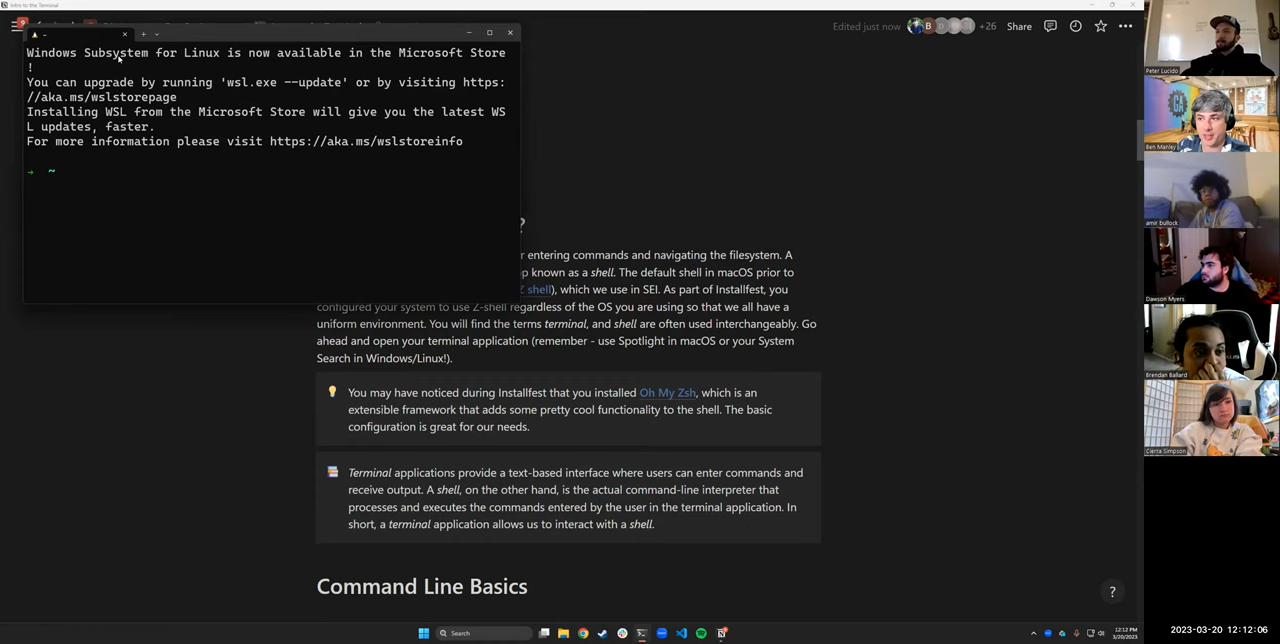 Intro to the Terminal
9
Edited just now
B
D
+26
Share
~
Windows Subsystem for Linux is now available in the Microsoft Store
!
You can upgrade by running 'wsl.exe --update' or by visiting https:
//aka.ms/wslstorepage
Installing WSL from the Microsoft Store will give you the latest WS
L updates, faster.
For more information please visit https://aka.ms/wslstoreinfo
→ ~
?
r entering commands and navigating the filesystem. A
p known as a shell. The default shell in macOS prior to
Z shell), which we use in SEI. As part of Installfest, you
configured your system to use Z-shell regardless of the OS you are using so that we all have a
uniform environment. You will find the terms terminal, and shell are often used interchangeably. Go
ahead and open your terminal application (remember - use Spotlight in macOS or your System
Search in Windows/Linux!).
You may have noticed during Installfest that you installed Oh My Zsh, which is an
extensible framework that adds some pretty cool functionality to the shell. The basic
configuration is great for our needs.
Terminal applications provide a text-based interface where users can enter commands and
receive output. A shell, on the other hand, is the actual command-line interpreter that
processes and executes the commands entered by the user in the terminal application. In
short, a terminal application allows us to interact with a shell.
Command Line Basics
?
Search
12:12 PM
3/20/2023
Peter Lucido
GA
Ben Manley
amir bullock
Dawson Myers
Brendan Ballard
Cierra Simpson
2023-03-20 12:12:06